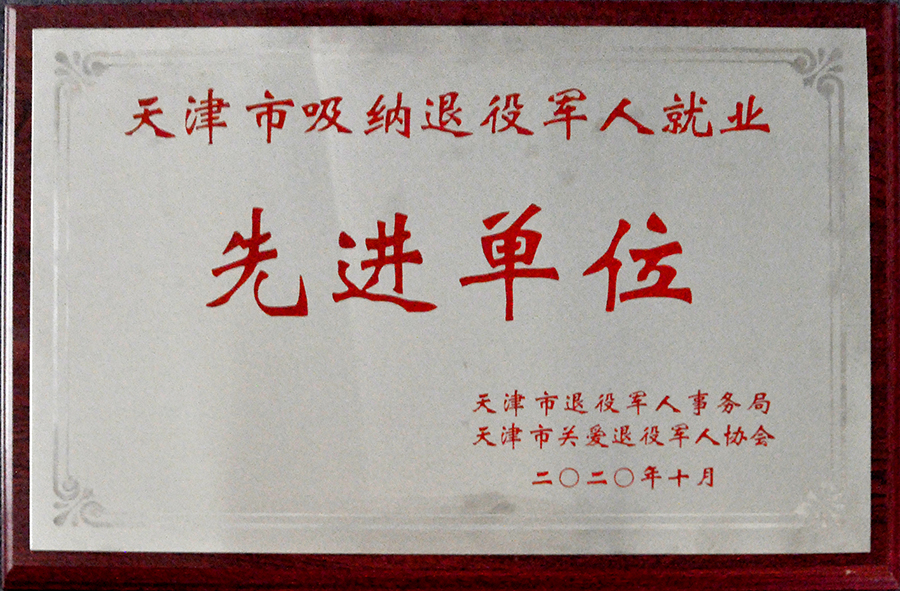 天津市吸纳退役军人就业
先进单位
天津市退役军人事务局
天津市关爱退役军人协会
二〇二〇年十月